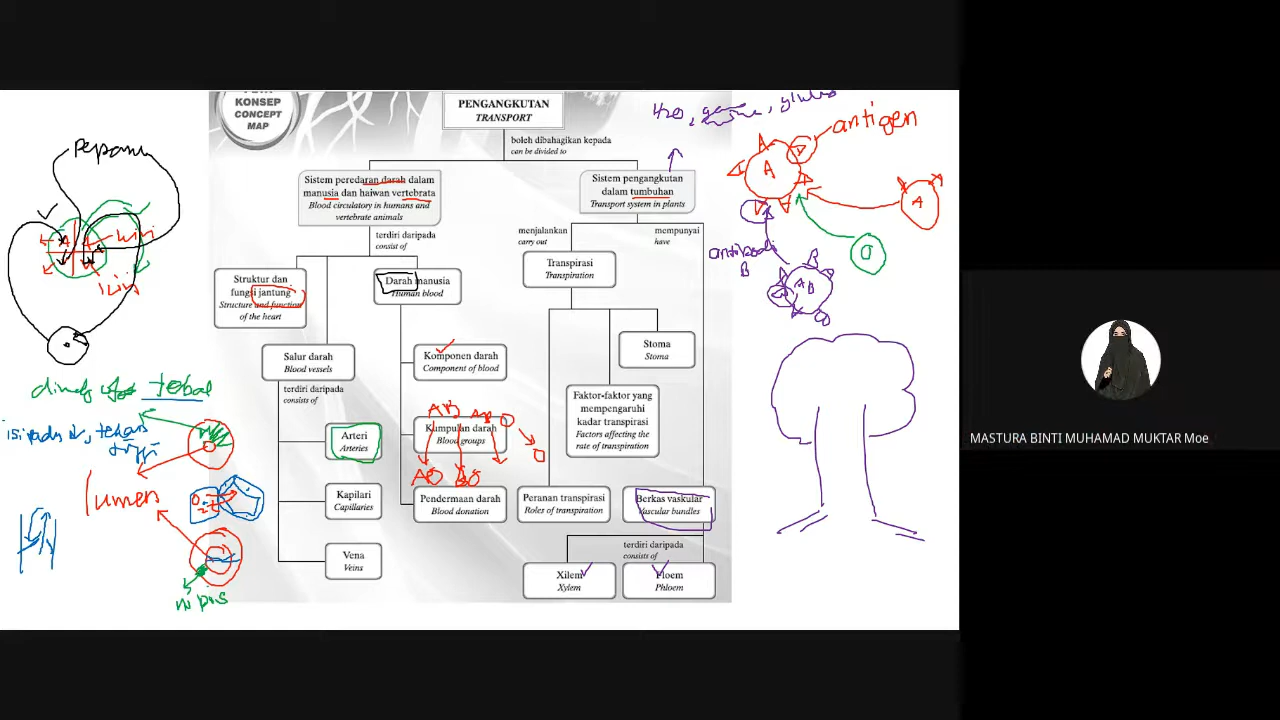 KONSEP
CONCEPT
MAP
PENGANGKUTAN
TRANSPORT
boleh dibahagikan kepada
can be divided to
Sistem peredaran darah dalam
manusia dan haiwan vertebrata
Blood circulatory in humans and
vertebrate animals
Sistem pengangkutan
dalam tumbuhan
Transport system in plants
terdiri daripada
consist of
menjalankan
carry out
mempunyai
have
Struktur dan
fungsi jantung
Structure and function
of the heart
Darah manusia
Human blood
Transpirasi
Transpiration
Salur darah
Blood vessels
Komponen darah
Component of blood
Stoma
Stoma
terdiri daripada
consists of
Faktor-faktor yang
mempengaruhi
kadar transpirasi
Factors affecting the
rate of transpiration
Arteri
Arteries
Kumpulan darah
Blood groups
Kapilari
Capillaries
Pendermaan darah
Blood donation
Peranan transpirasi
Roles of transpiration
Berkas vaskular
Vascular bundles
Vena
Veins
terdiri daripada
consists of
Xilem
Xylem
Floem
Phloem
H2O,
antigen
A
A
O
antibodi
B
B
AB
kiri
tebal
lumen
nipis
AB
O
O
MASTURA BINTI MUHAMAD MUKTAR Moe